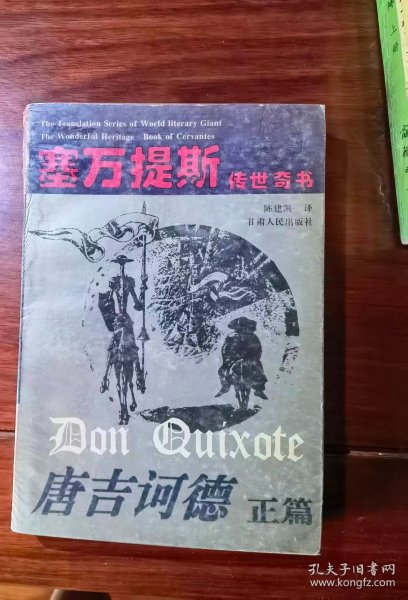 The Translation Series of World literary Giant
The Wonderful Heritage Book of Cervantes
塞万提斯 传世奇书
陈建凯 译
甘肃人民出版社
Don Quixote
唐吉诃德 正篇
孔夫子旧书网
www.kongfz.com